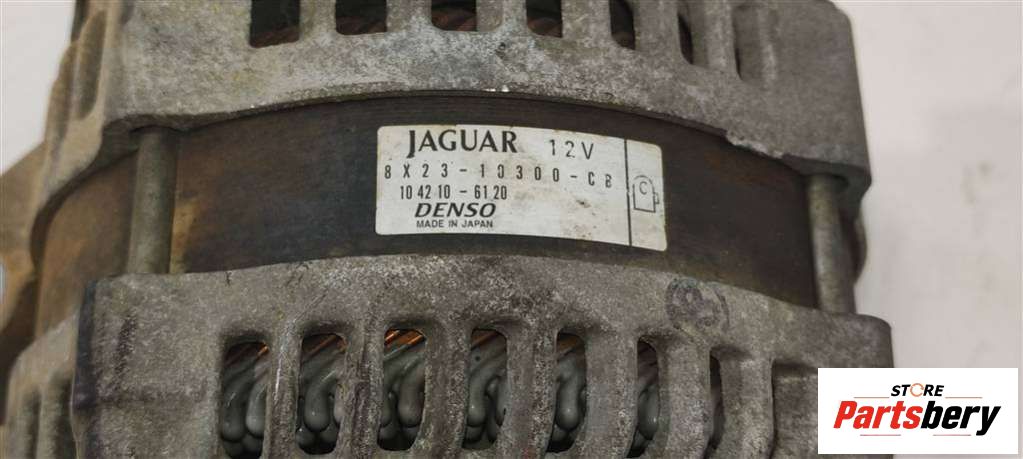 JAGUAR 12V
8X23-10300-CB
104210-6120
DENSO
MADE IN JAPAN
C
STORE
Partsbery